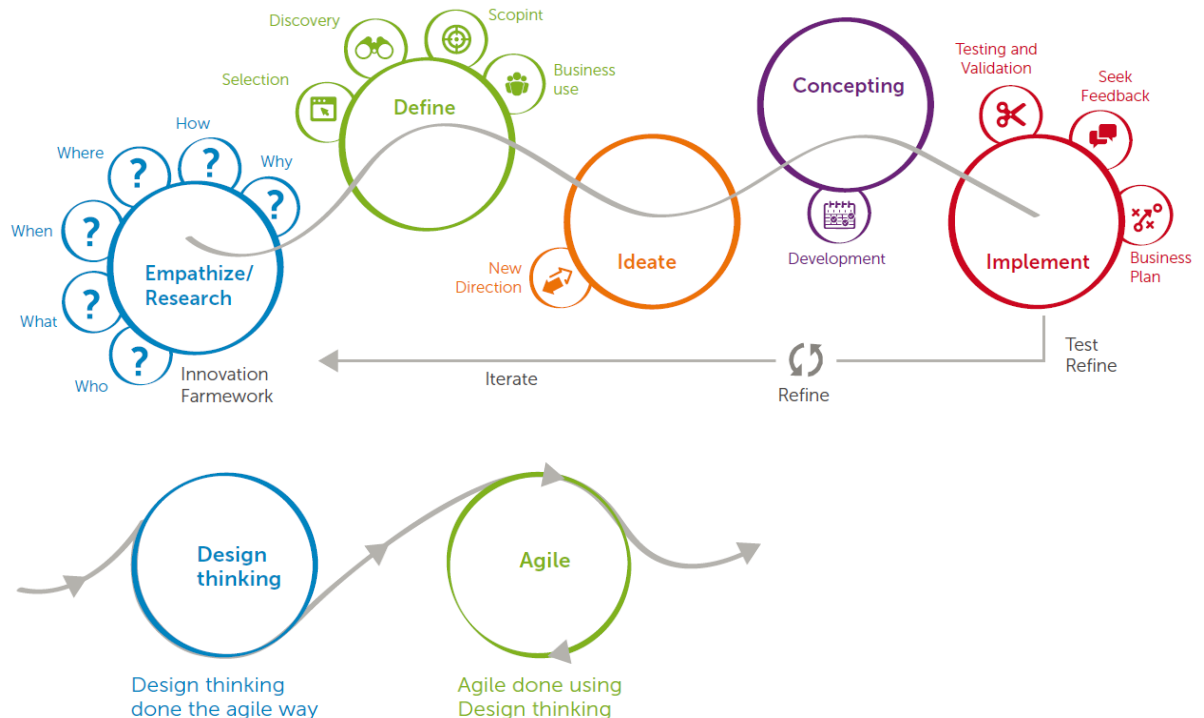 Discovery
Scopint
Selection
Business
use
Define
How
Where
Why
When
What
Who
Empathize/
Research
Innovation
Farmework
New
Direction
Ideate
Concepting
Development
Testing and
Validation
Seek
Feedback
Implement
Business
Plan
Iterate
Refine
Test
Refine
Design
thinking
Design thinking
done the agile way
Agile
Agile done using
Design thinking